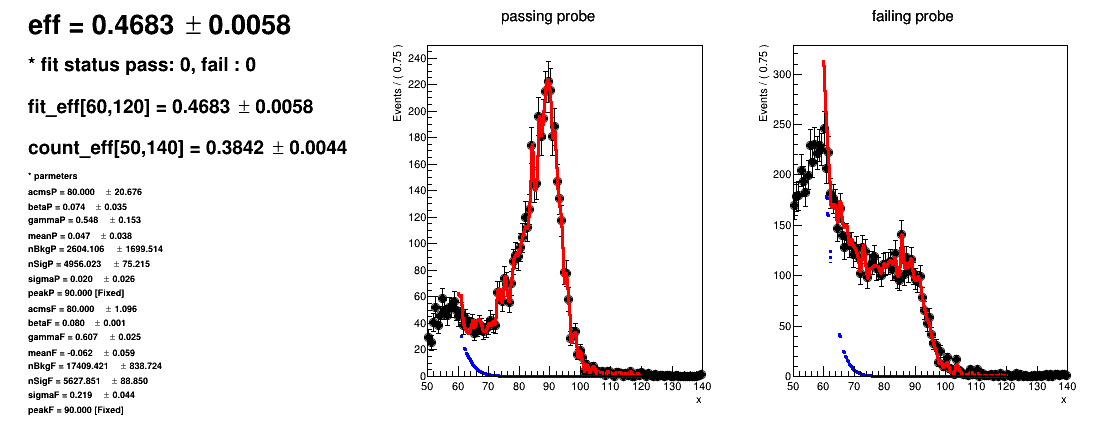 eff = 0.4683 ± 0.0058
* fit status pass: 0, fail : 0
fit_eff[60,120] = 0.4683 ± 0.0058
count_eff[50,140] = 0.3842 ± 0.0044
* parmeters
acmsP = 80.000 ± 20.676
betaP = 0.074 ± 0.035
gammaP = 0.548 ± 0.153
meanP = 0.047 ± 0.038
nBkgP = 2604.106 ± 1699.514
nSigP = 4956.023 ± 75.215
sigmaP = 0.020 ± 0.026
peakP = 90.000 [Fixed]
acmsF = 80.000 ± 1.096
betaF = 0.080 ± 0.001
gammaF = 0.607 ± 0.025
meanF = -0.062 ± 0.059
nBkgF = 17409.421 ± 838.724
nSigF = 5627.851 ± 88.850
sigmaF = 0.219 ± 0.044
peakF = 90.000 [Fixed]
passing probe
Events / ( 0.75 )
240
220
200
180
160
140
120
100
80
60
40
20
0
50 60 70 80 90 100 110 120 130 140
x
failing probe
Events / ( 0.75 )
300
250
200
150
100
50
0
50 60 70 80 90 100 110 120 130 140
x